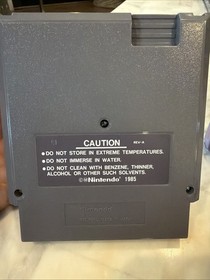 CAUTION
REV-A
•DO NOT STORE IN EXTREME TEMPERATURES.
•DO NOT IMMERSE IN WATER.
•DO NOT CLEAN WITH BENZENE, THINNER,
ALCOHOL OR OTHER SUCH SOLVENTS.
©®Nintendo® 1985